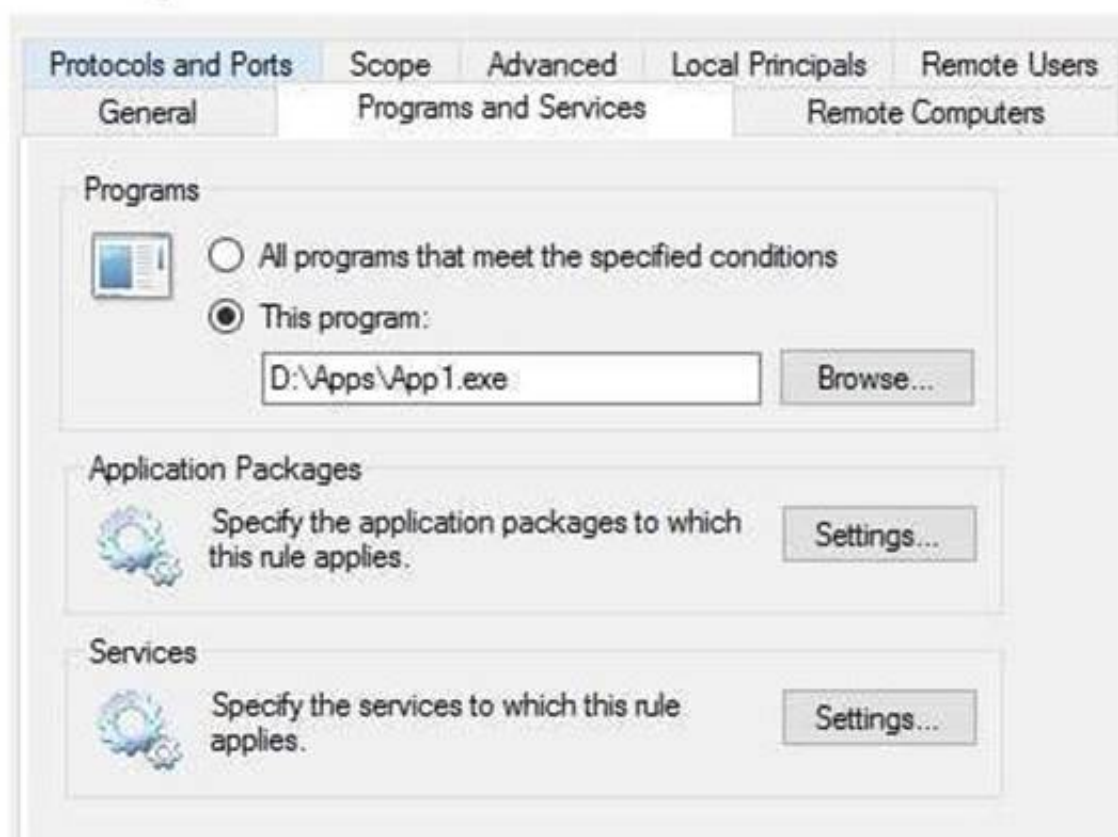 Protocols and Ports Scope Advanced Local Principals Remote Users
General Programs and Services Remote Computers
Programs
All programs that meet the specified conditions
This program:
D:\Apps\App1.exe Browse...
Application Packages
Specify the application packages to which
this rule applies.
Settings...
Services
Specify the services to which this rule
applies.
Settings...